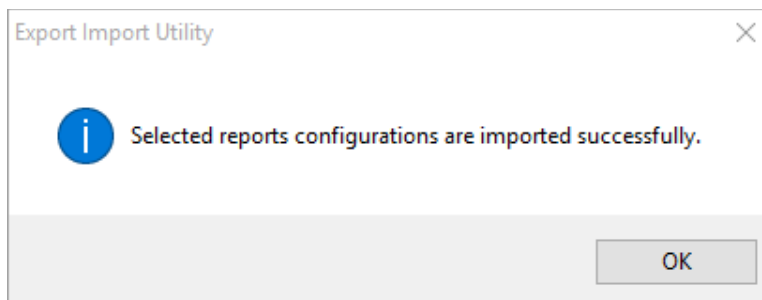 Export Import Utility
Selected reports configurations are imported successfully.
OK